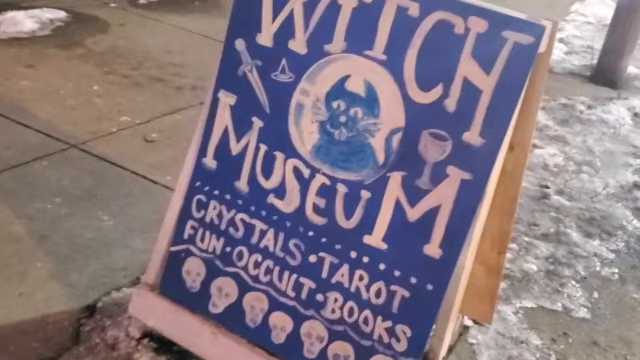 WITCH
MUSEUM
CRYSTALS · TAROT
FUN · OCCULT · BOOKS